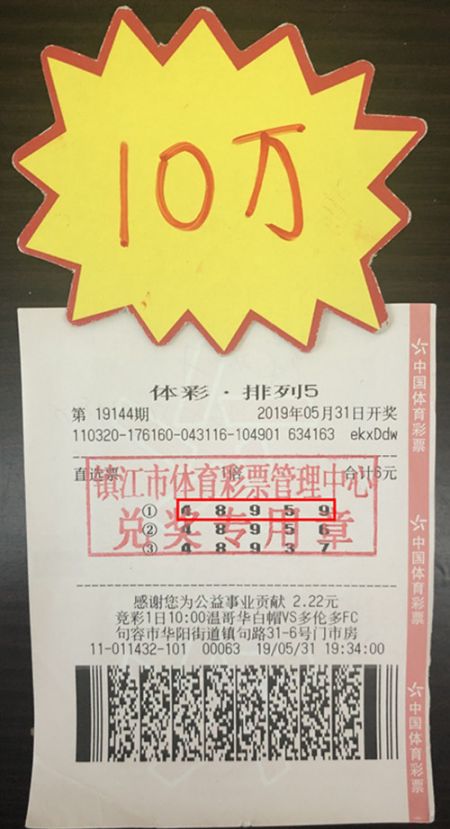 10万
体彩·排列5
第 19144期 2019年05月31日开奖
110320-176160-043116-104901 634163 ekxDdw
直选票 1倍 合计6元
镇江市体育彩票管理中心
① 4 8 9 5 9
兑奖专用章
② 4 8 9 5 6
③ 4 8 9 3 7
感谢您为公益事业贡献 2.22元
竞彩1日10:00温哥华白帽VS多伦多FC
句容市华阳街道镇句路31-6号门市房
11-011432-101 00063 19/05/31 19:34:00
中国体育彩票
中国体育彩票
中国体育彩票